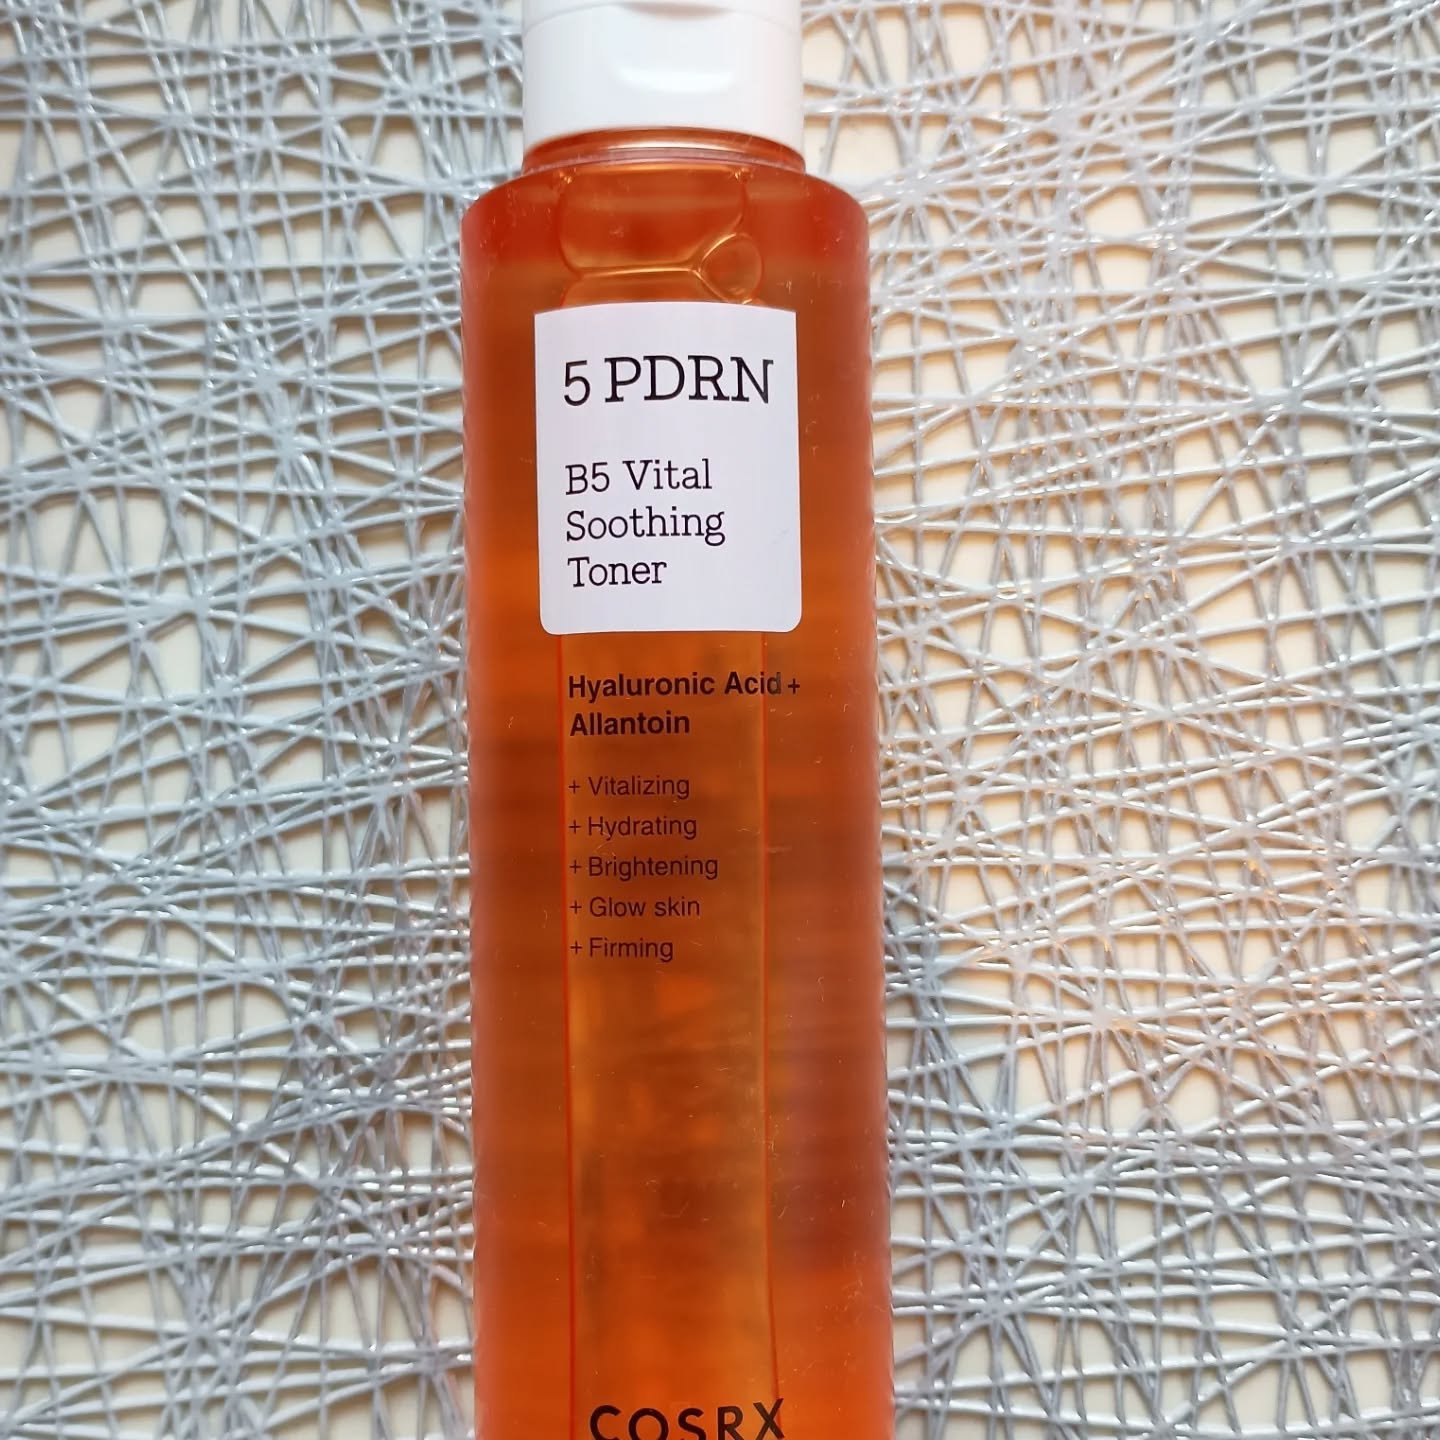 5 PDRN
B5 Vital
Soothing
Toner
Hyaluronic Acid +
Allantoin
+ Vitalizing
+ Hydrating
+ Brightening
+ Glow skin
+ Firming
COSRX